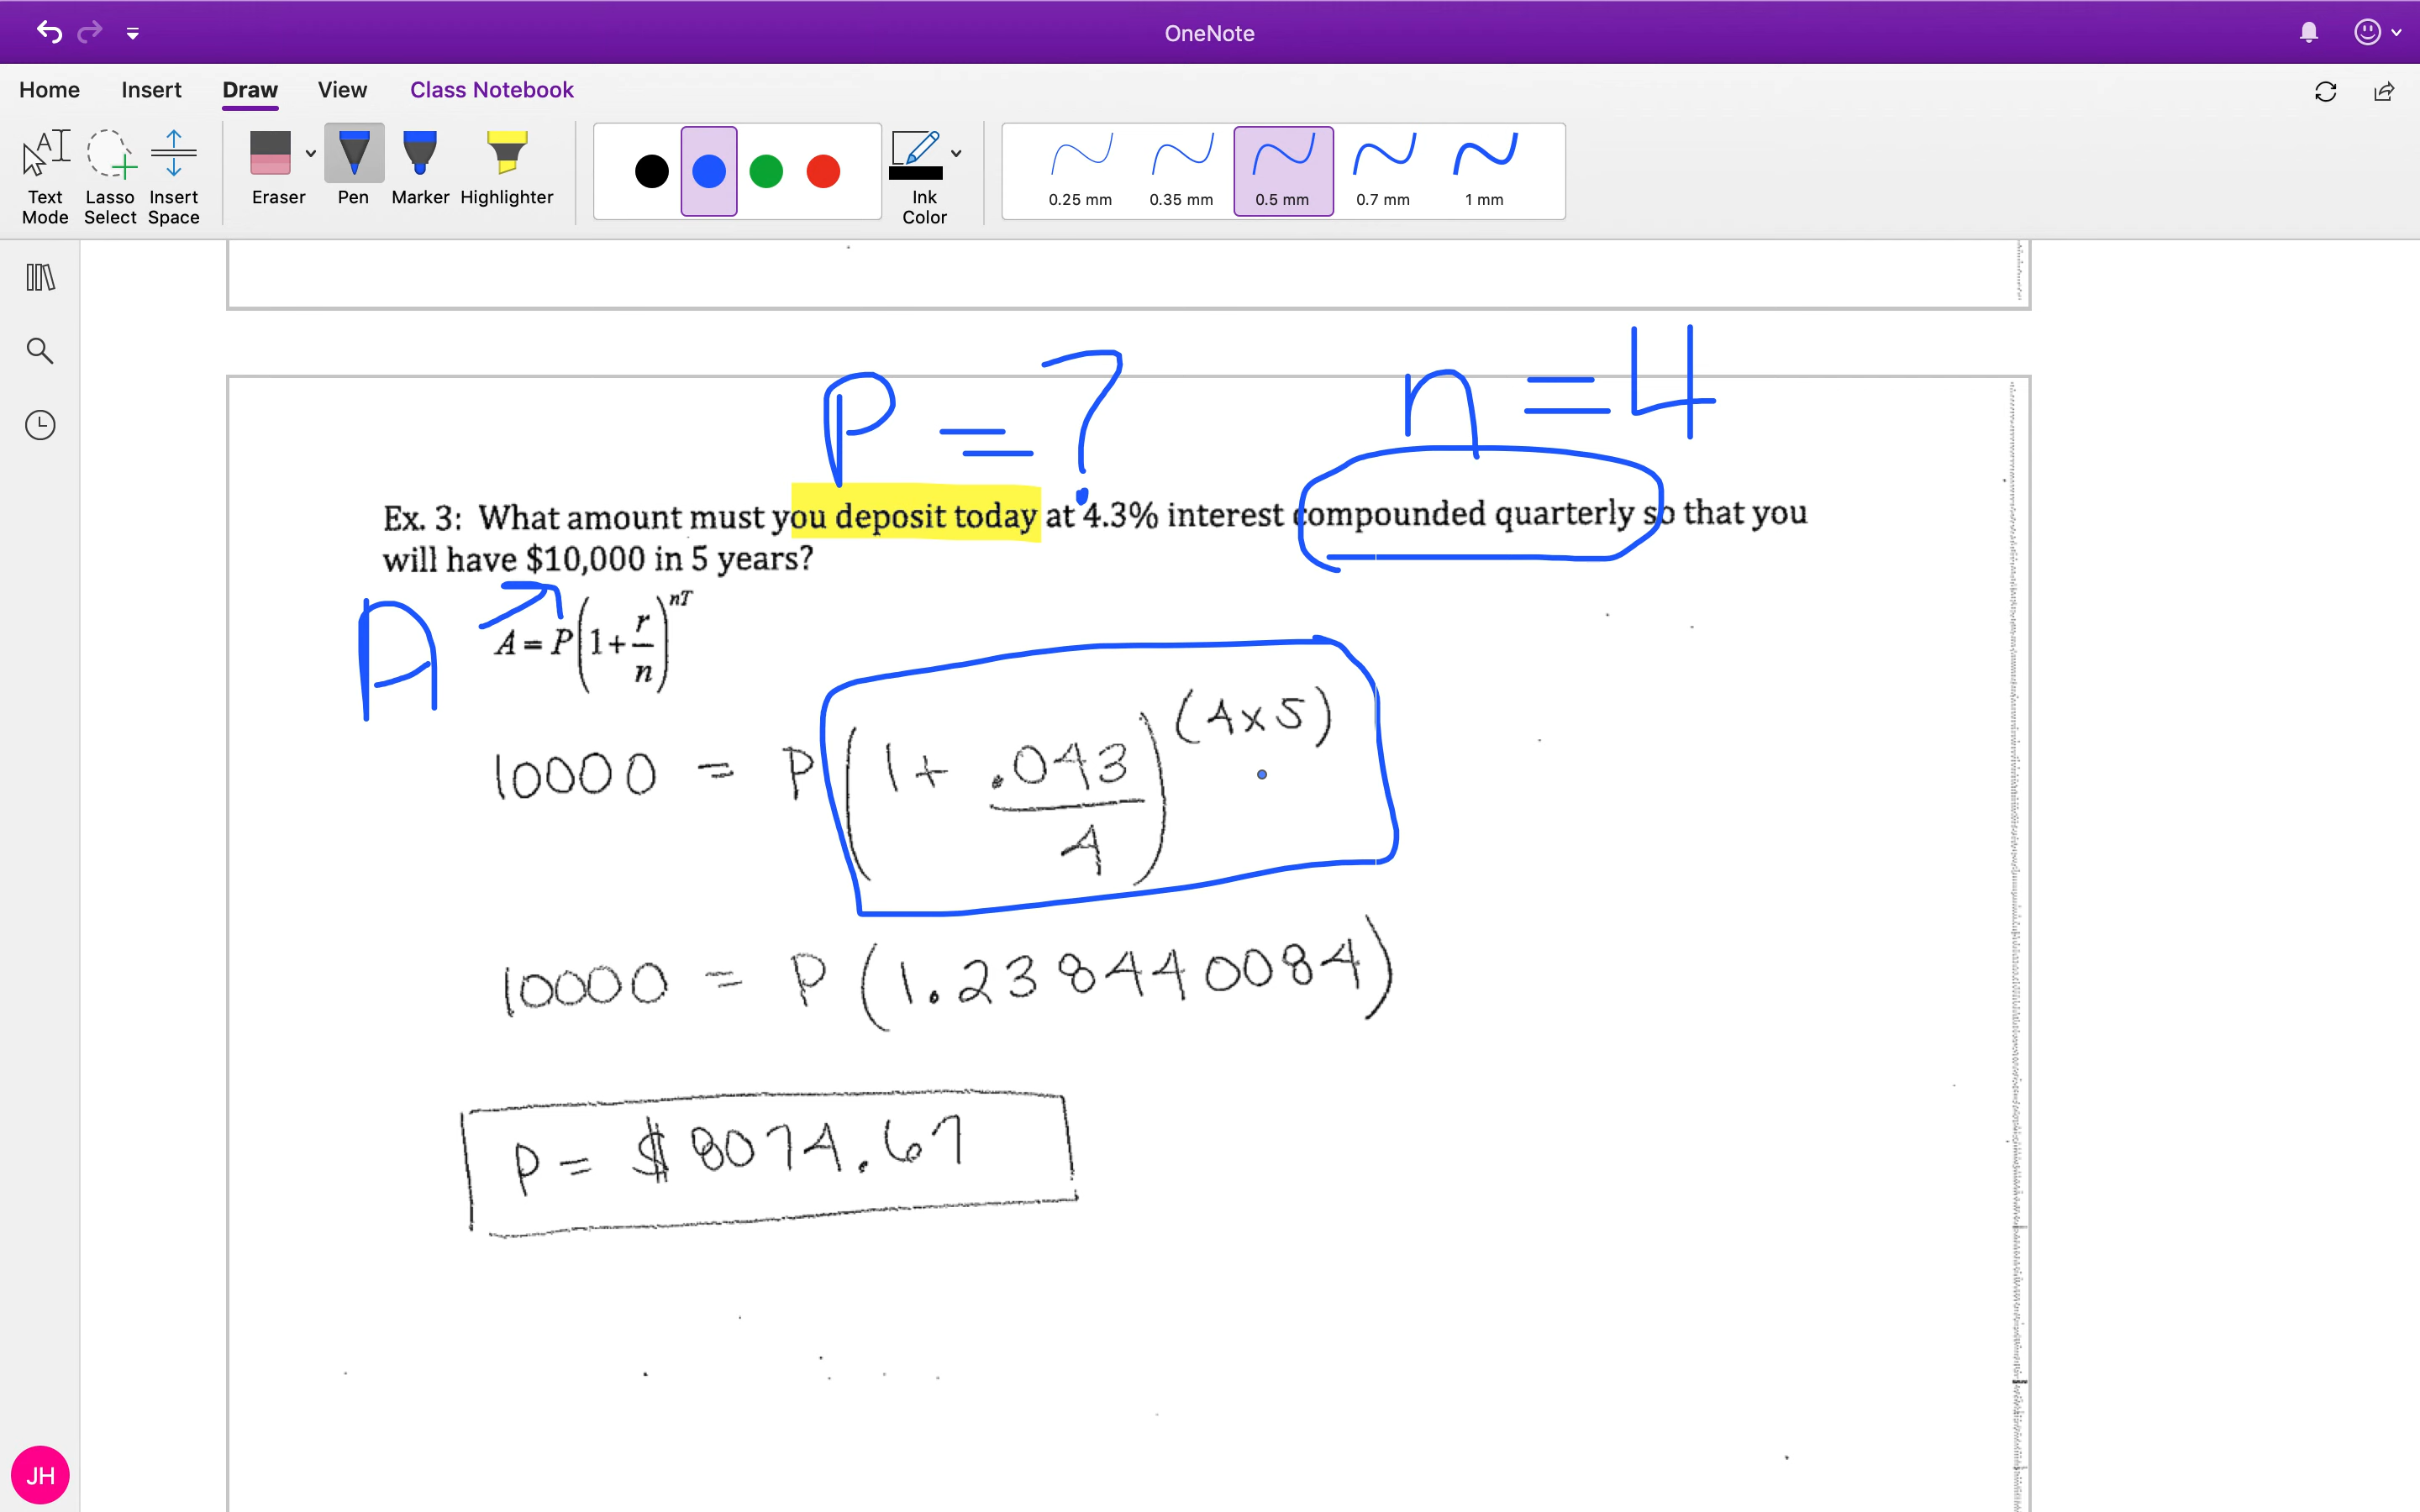 OneNote
Home Insert Draw View Class Notebook
Text Mode Lasso Select Insert Space Eraser Pen Marker Highlighter Ink Color 0.25 mm 0.35 mm 0.5 mm 0.7 mm 1 mm
P = ? n = 4
Ex. 3: What amount must you deposit today at 4.3% interest compounded quarterly so that you
will have $10,000 in 5 years?
A
A = P(1 + r/n)^nT
10000 = P(1 + .043/4)^(4x5)
10000 = P(1.238440084)
P = $8074.67
JH